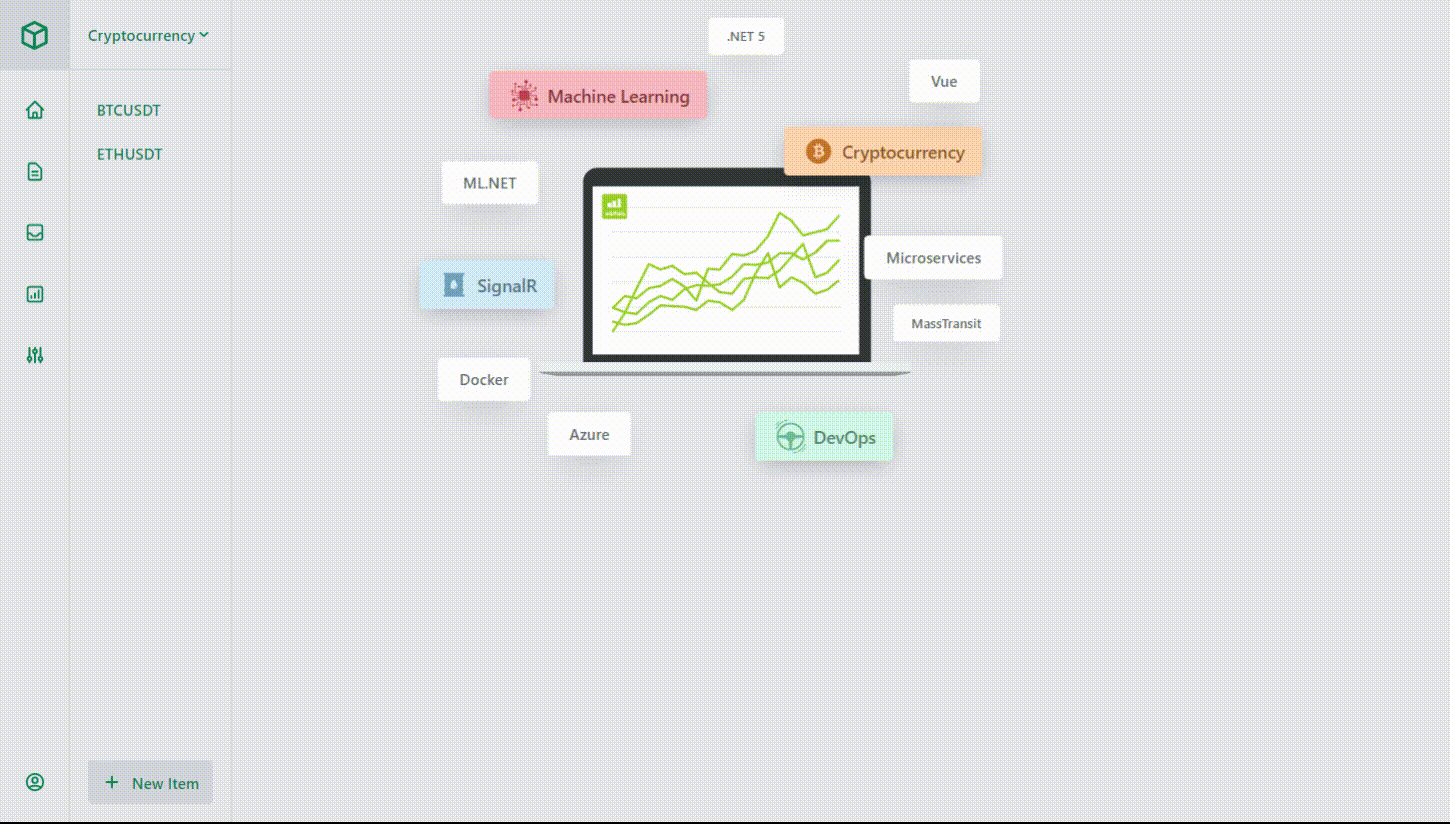 Cryptocurrency
BTCUSDT
ETHUSDT
New Item
.NET 5
Vue
Machine Learning
Cryptocurrency
ML.NET
Microservices
SignalR
MassTransit
Docker
Azure
DevOps